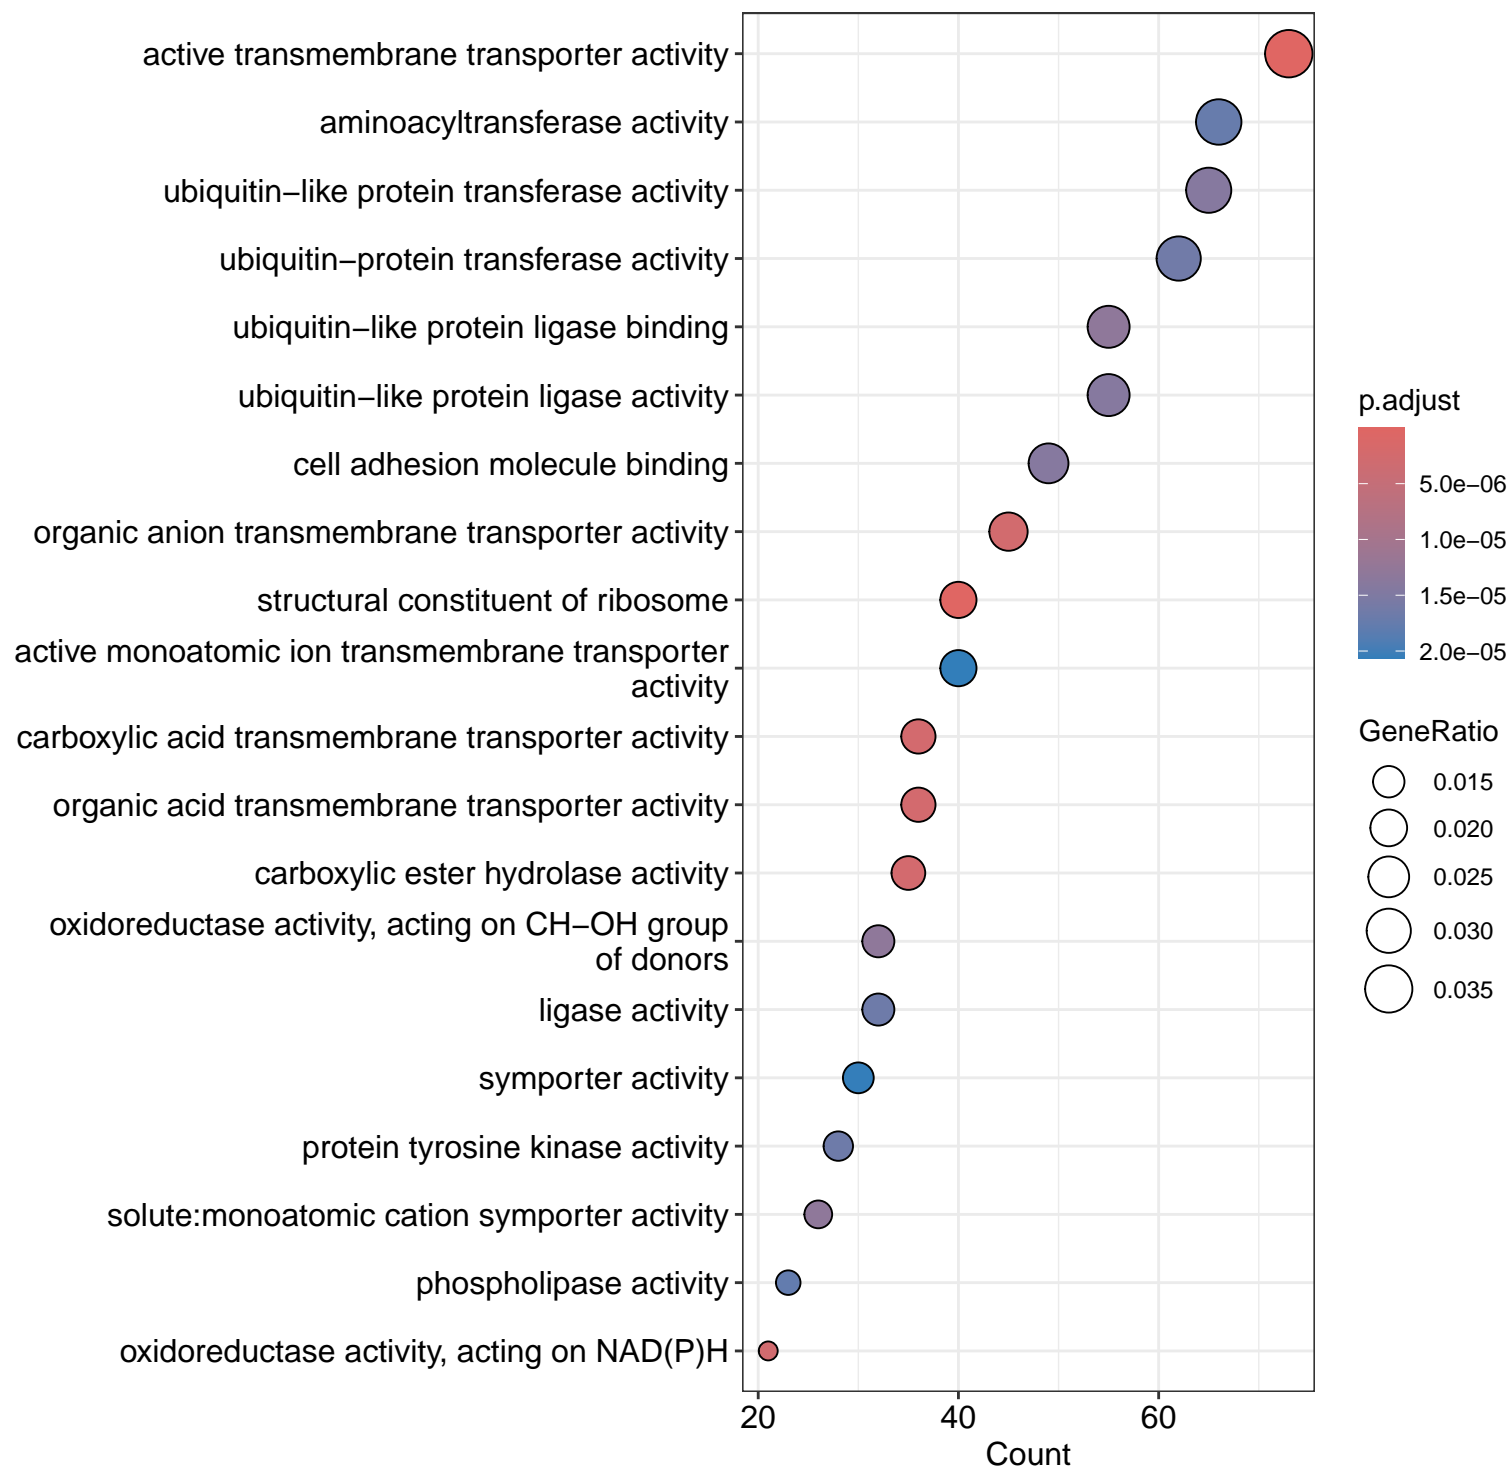 active transmembrane transporter activity
aminoacyltransferase activity
ubiquitin−like protein transferase activity
ubiquitin−protein transferase activity
ubiquitin−like protein ligase binding
ubiquitin−like protein ligase activity
cell adhesion molecule binding
organic anion transmembrane transporter activity
structural constituent of ribosome
active monoatomic ion transmembrane transporter
activity
carboxylic acid transmembrane transporter activity
organic acid transmembrane transporter activity
carboxylic ester hydrolase activity
oxidoreductase activity, acting on CH−OH group
of donors
ligase activity
symporter activity
protein tyrosine kinase activity
solute:monoatomic cation symporter activity
phospholipase activity
oxidoreductase activity, acting on NAD(P)H
20 40 60
Count
p.adjust
5.0e−06
1.0e−05
1.5e−05
2.0e−05
GeneRatio
0.015
0.020
0.025
0.030
0.035